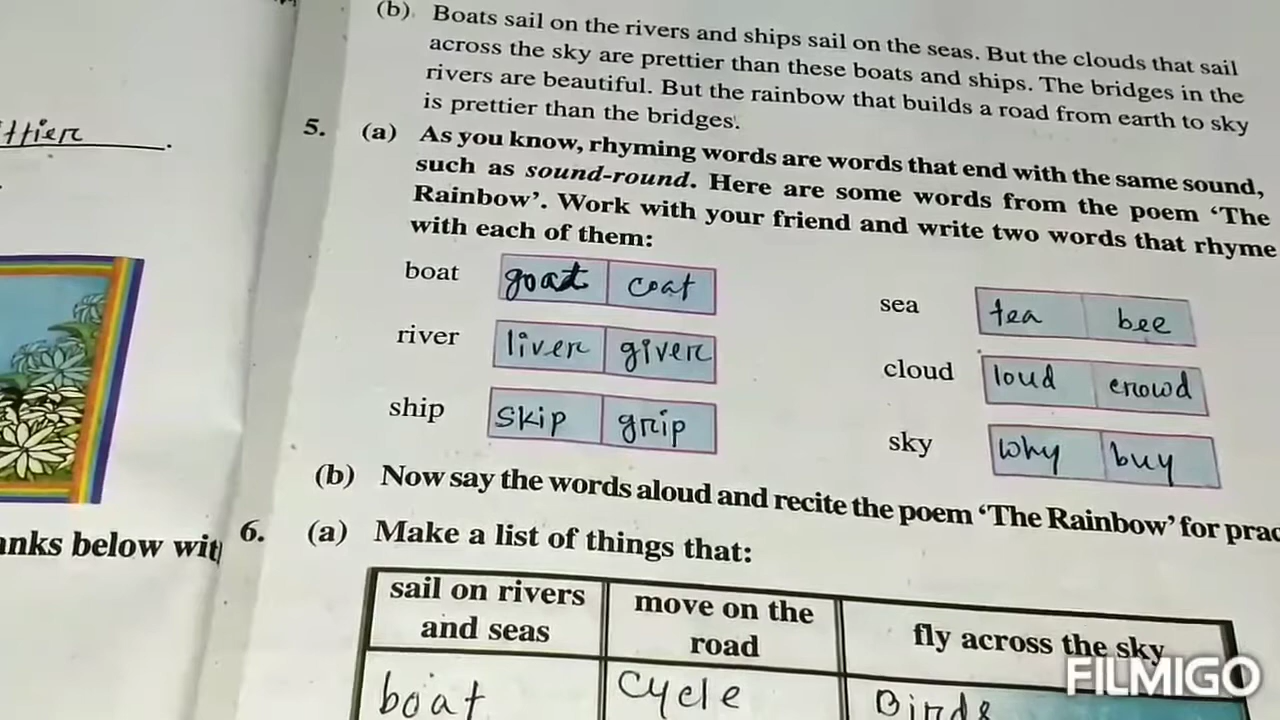 (b). Boats sail on the rivers and ships sail on the seas. But the clouds that sail
across the sky are prettier than these boats and ships. The bridges in the
rivers are beautiful. But the rainbow that builds a road from earth to sky
is prettier than the bridges.
5. (a) As you know, rhyming words are words that end with the same sound,
such as sound-round. Here are some words from the poem ‘The
Rainbow’. Work with your friend and write two words that rhyme
with each of them:
boat goat coat
sea tea bee
river liver giver
cloud loud crowd
ship skip grip
sky why buy
(b) Now say the words aloud and recite the poem ‘The Rainbow’ for prac
6. (a) Make a list of things that:
sail on rivers and seas
move on the road
fly across the sky
boat cycle Birds
ttier.
anks below wit
FILMIGO